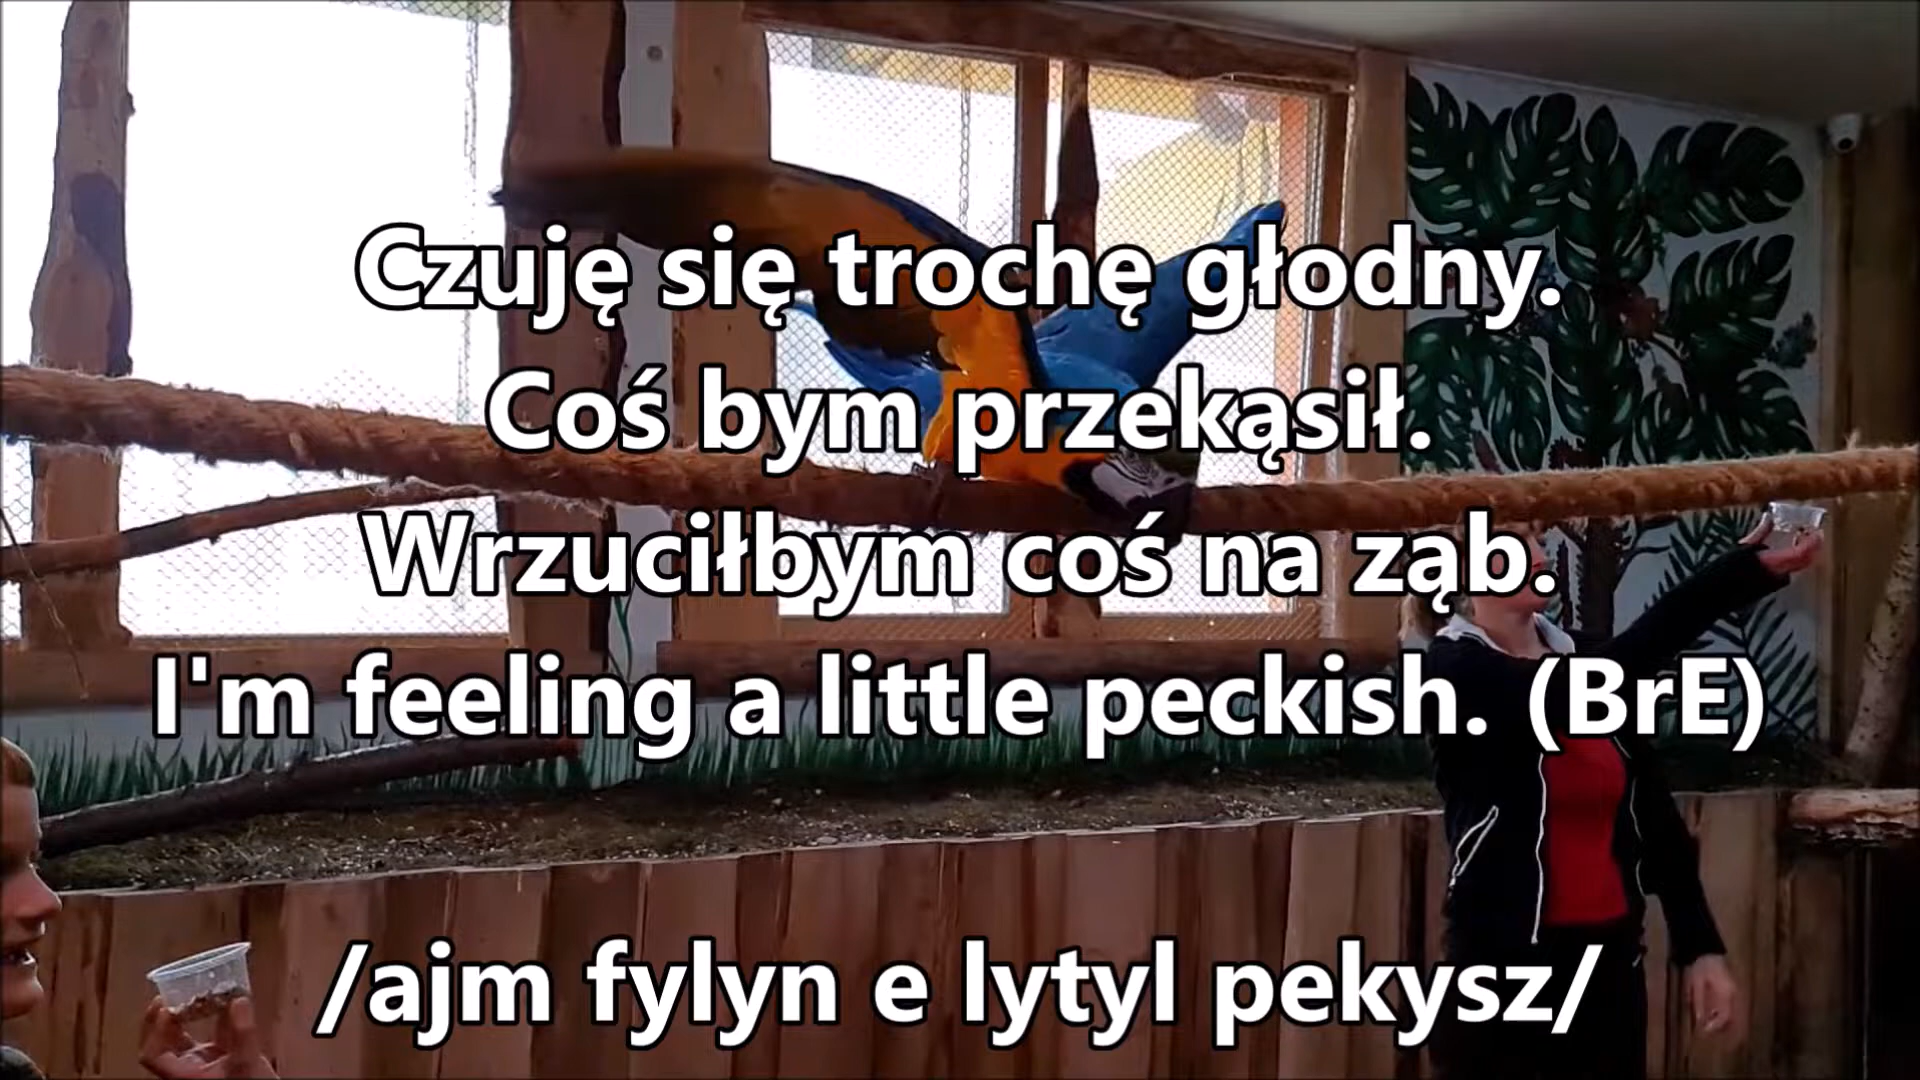 Czuję się trochę głodny.
Coś bym przekąsił.
Wrzuciłbym coś na ząb.
I'm feeling a little peckish. (BrE)
/ajm fylyn e lytyl pekysz/